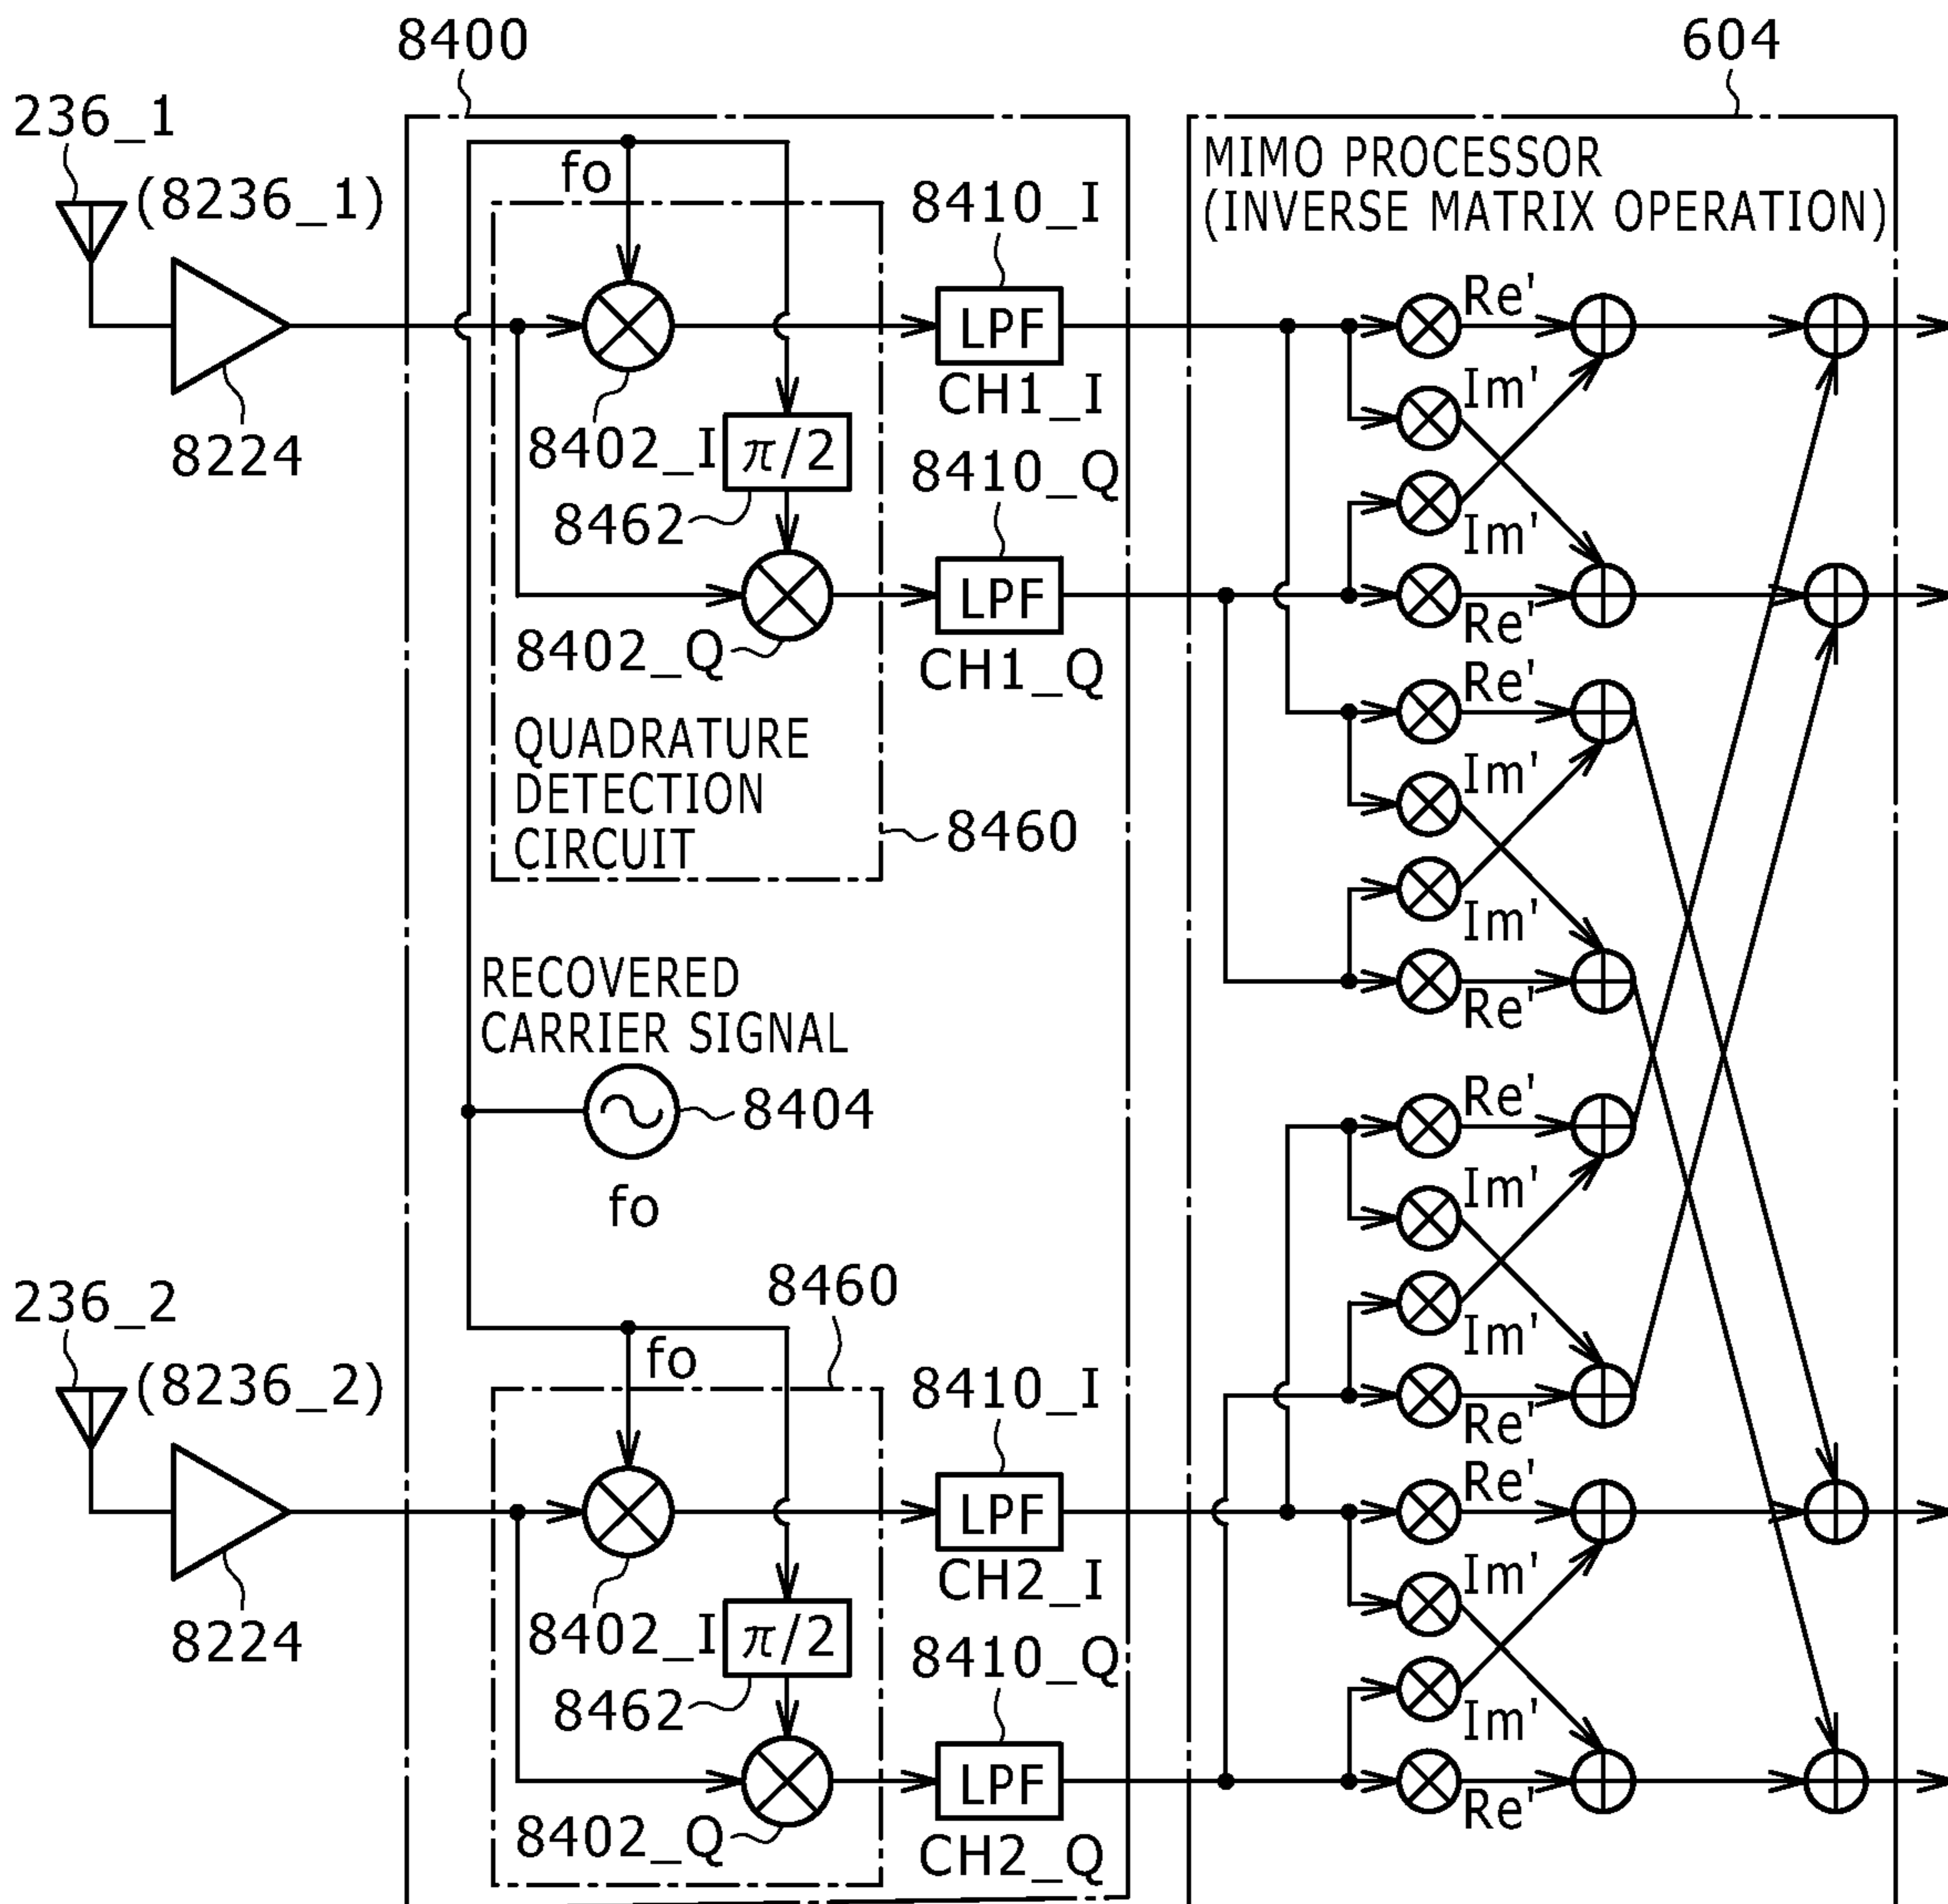 8400
604
236_1
(8236_1)
fo
8410_I
MIMO PROCESSOR
(INVERSE MATRIX OPERATION)
LPF
Re'
CH1_I
Im'
8224
8402_I
π/2
8410_Q
8462
Im'
LPF
Re'
8402_Q
CH1_Q
Re'
QUADRATURE
DETECTION
CIRCUIT
8460
Im'
Im'
RECOVERED
CARRIER SIGNAL
Re'
8404
Re'
fo
Im'
236_2
(8236_2)
8460
fo
Im'
8410_I
Re'
Re'
LPF
CH2_I
Im'
8224
8402_I
π/2
8410_Q
8462
Im'
LPF
Re'
8402_Q
CH2_Q